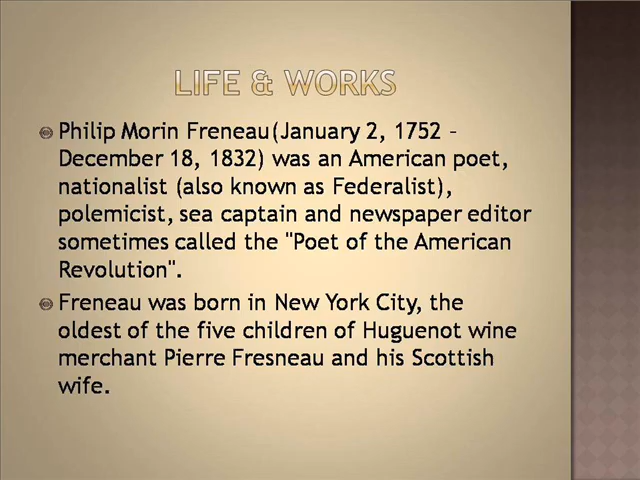 LIFE & WORKS
Philip Morin Freneau(January 2, 1752 –
December 18, 1832) was an American poet,
nationalist (also known as Federalist),
polemicist, sea captain and newspaper editor
sometimes called the "Poet of the American
Revolution".
Freneau was born in New York City, the
oldest of the five children of Huguenot wine
merchant Pierre Fresneau and his Scottish
wife.